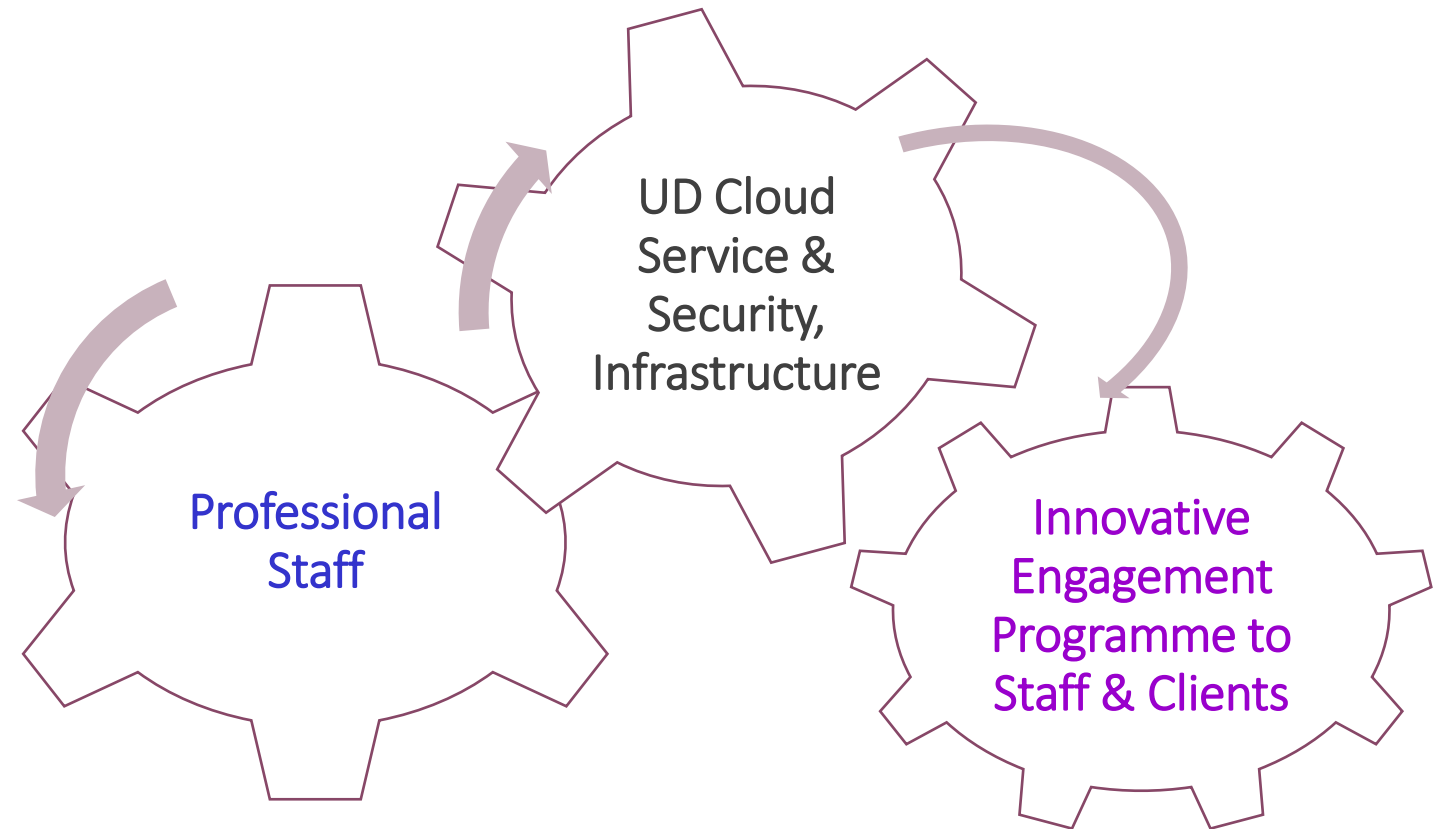 UD Cloud
Service &
Security,
Infrastructure
Professional
Staff
Innovative
Engagement
Programme to
Staff & Clients